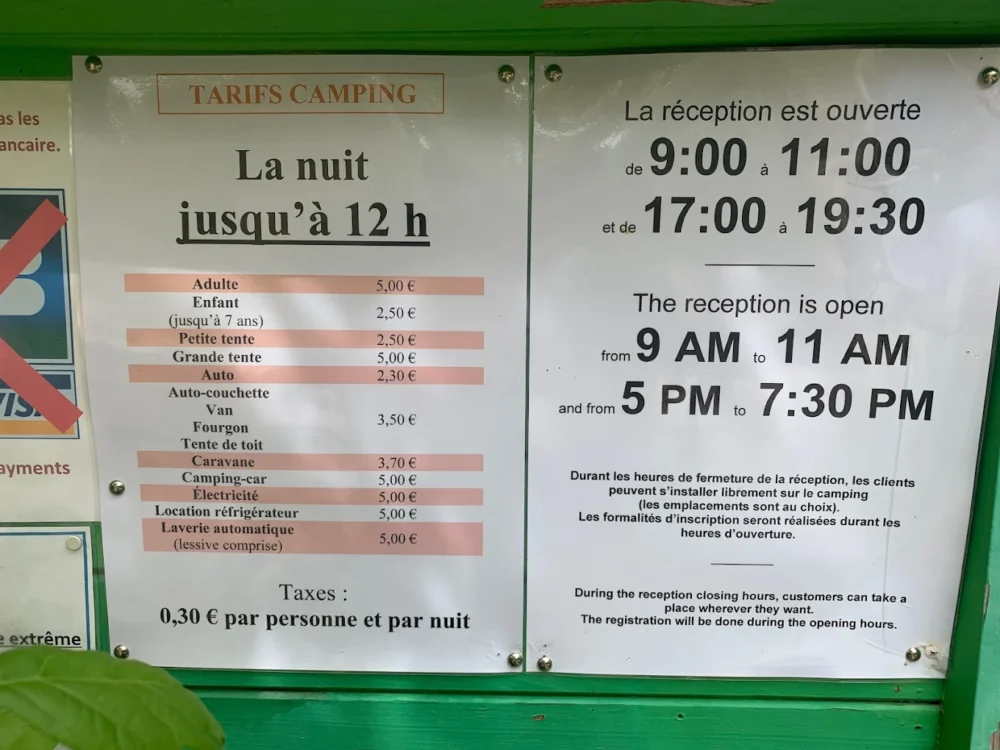 as les
ancaire.
VISA
ayments
e extrême
TARIFS CAMPING
La nuit
jusqu'à 12 h
Adulte 5,00 €
Enfant
(jusqu'à 7 ans) 2,50 €
Petite tente 2,50 €
Grande tente 5,00 €
Auto 2,30 €
Auto-couchette
Van
Fourgon 3,50 €
Tente de toit
Caravane 3,70 €
Camping-car 5,00 €
Électricité 5,00 €
Location réfrigérateur 5,00 €
Laverie automatique
(lessive comprise) 5,00 €
Taxes :
0,30 € par personne et par nuit
La réception est ouverte
de 9:00 à 11:00
et de 17:00 à 19:30
The reception is open
from 9 AM to 11 AM
and from 5 PM to 7:30 PM
Durant les heures de fermeture de la réception, les clients
peuvent s'installer librement sur le camping
(les emplacements sont au choix).
Les formalités d'inscription seront réalisées durant les
heures d'ouverture.
During the reception closing hours, customers can take a
place wherever they want.
The registration will be done during the opening hours.